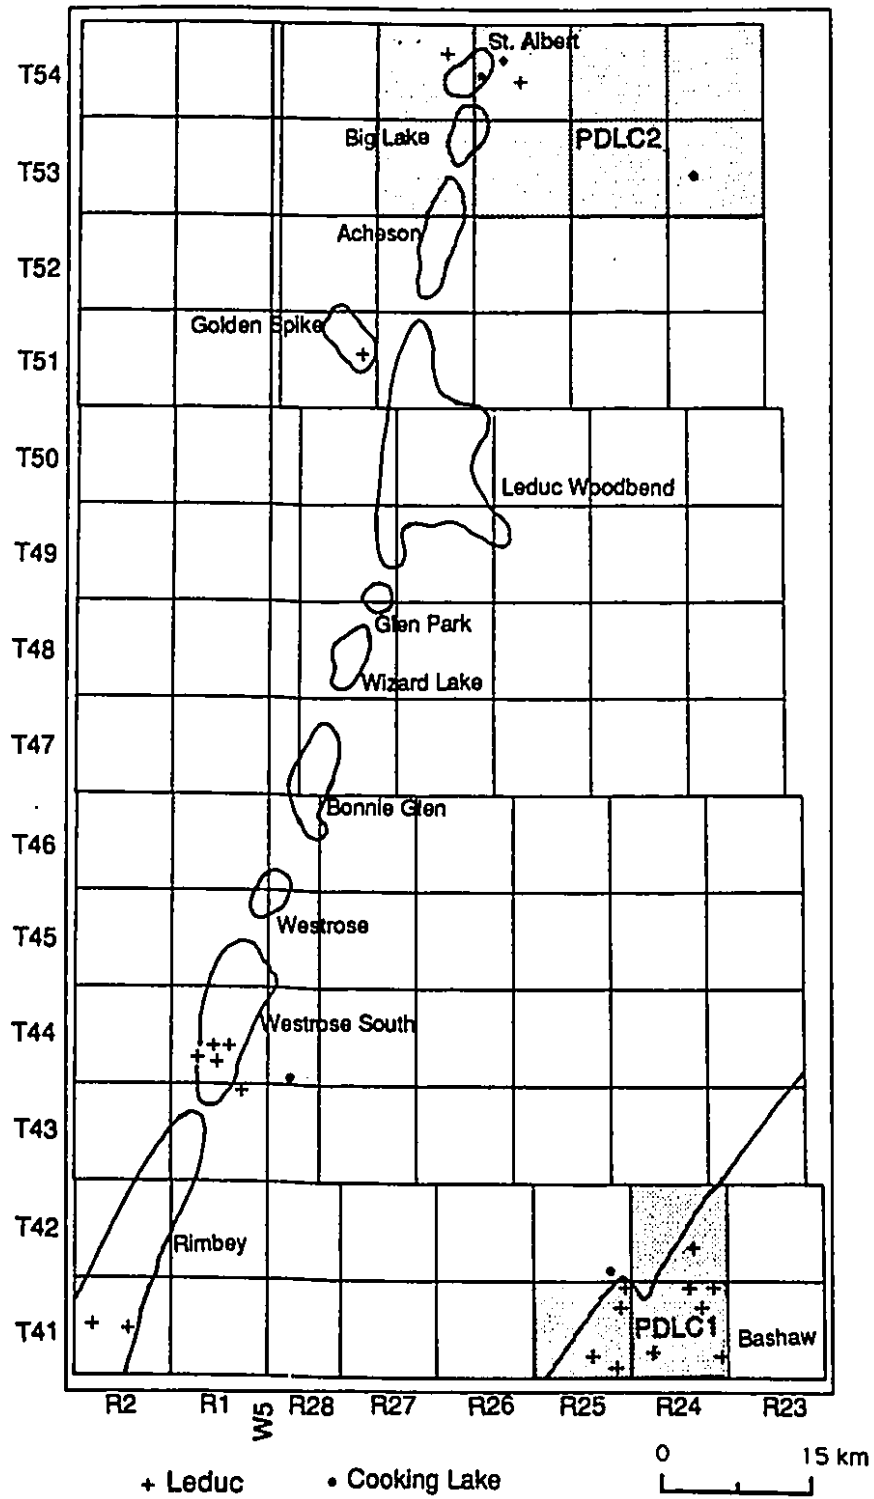 St. Albert
T54
Big Lake
PDLC2
T53
Acheson
T52
Golden Spike
T51
T50
Leduc Woodbend
T49
Glen Park
T48
Wizard Lake
T47
Bonnie Glen
T46
Westrose
T45
Westrose South
T44
T43
T42
Rimbey
T41
PDLC1
Bashaw
R2 R1 W5 R28 R27 R26 R25 R24 R23
+ Leduc • Cooking Lake
0 15 km